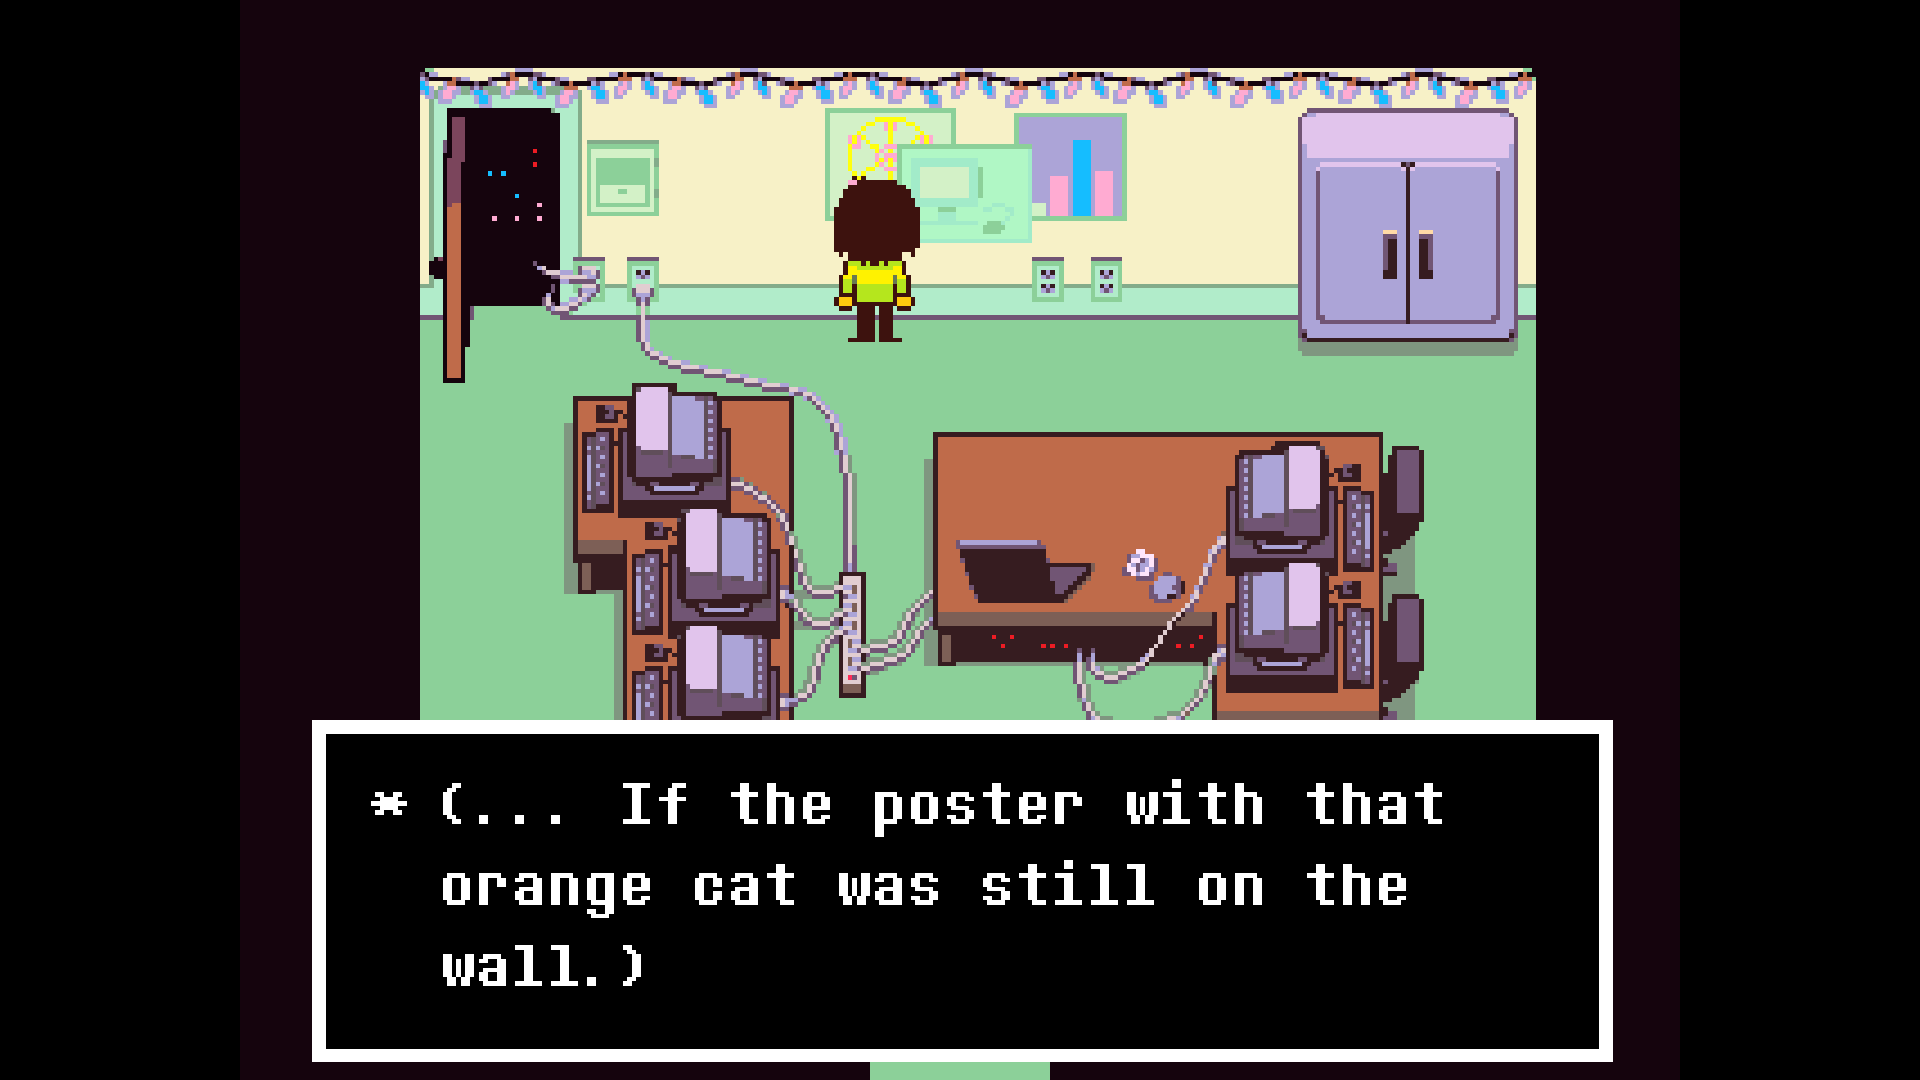 * (... If the poster with that
orange cat was still on the
wall.)